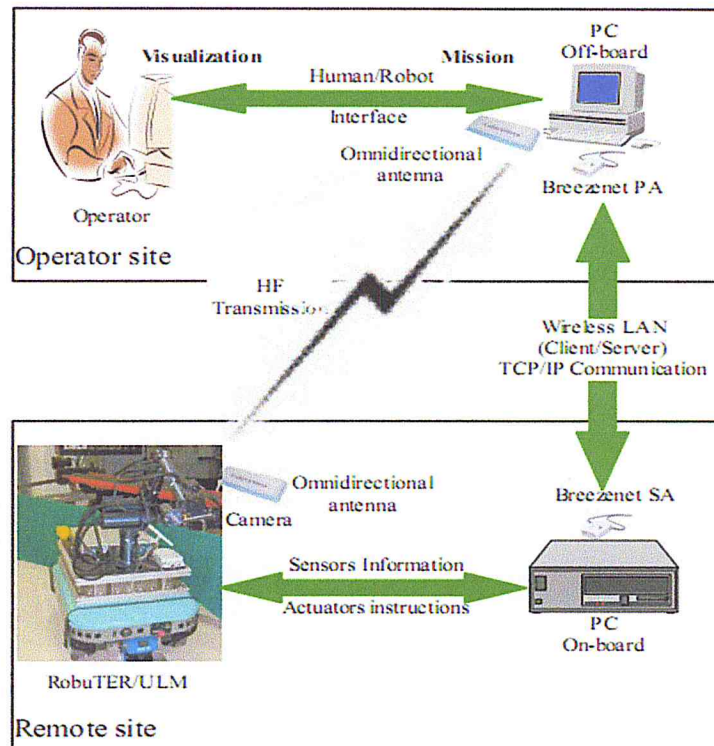 PC
Off-board
Visualization
Mission
Human/Robot
Interface
Omnidirectional
antenna
Breezenet PA
Operator
Operator site
HF
Transmission
Wireless LAN
(Client/Server)
TCP/IP Communication
Omnidirectional
antenna
Camera
Breezenet SA
Sensors Information
Actuators instructions
PC
On-board
RobuTER/ULM
Remote site